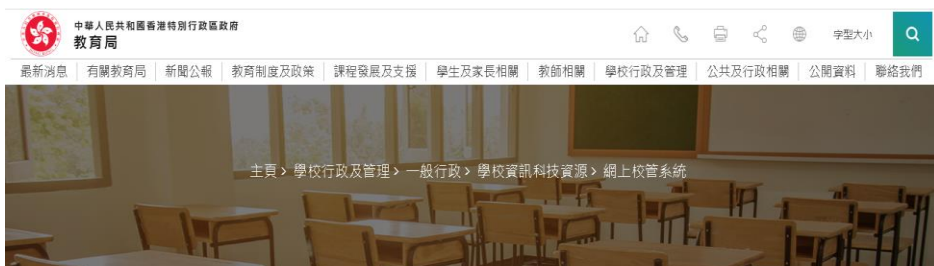 中華人民共和國香港特別行政區政府
教育局
字型大小
最新消息 有關教育局 新聞公報 教育制度及政策 課程發展及支援 學生及家長相關 教師相關 學校行政及管理 公共及行政相關 公開資料 聯絡我們
主頁 > 學校行政及管理 > 一般行政 > 學校資訊科技資源 > 網上校管系統